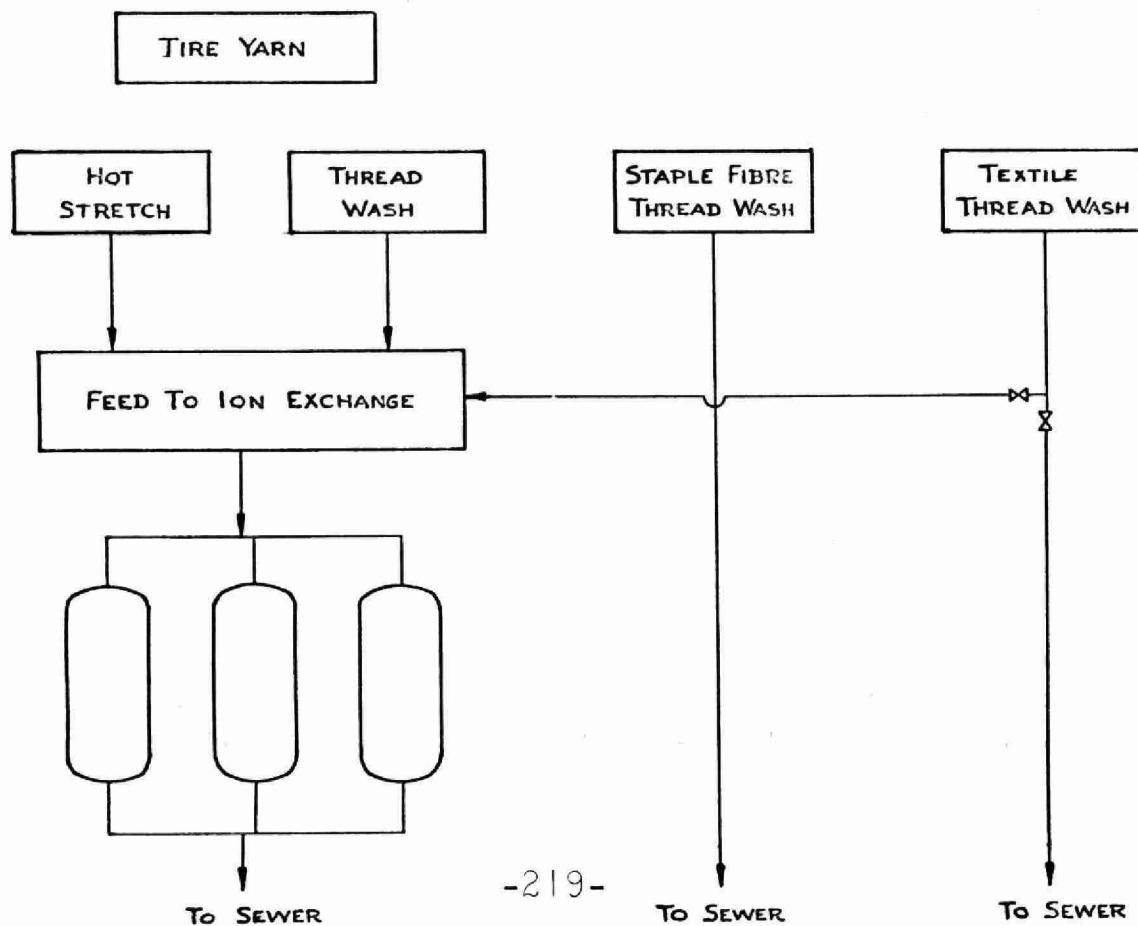 TIRE YARN
HOT
STRETCH
THREAD
WASH
STAPLE FIBRE
THREAD WASH
TEXTILE
THREAD WASH
FEED TO ION EXCHANGE
-219-
TO SEWER
TO SEWER
TO SEWER